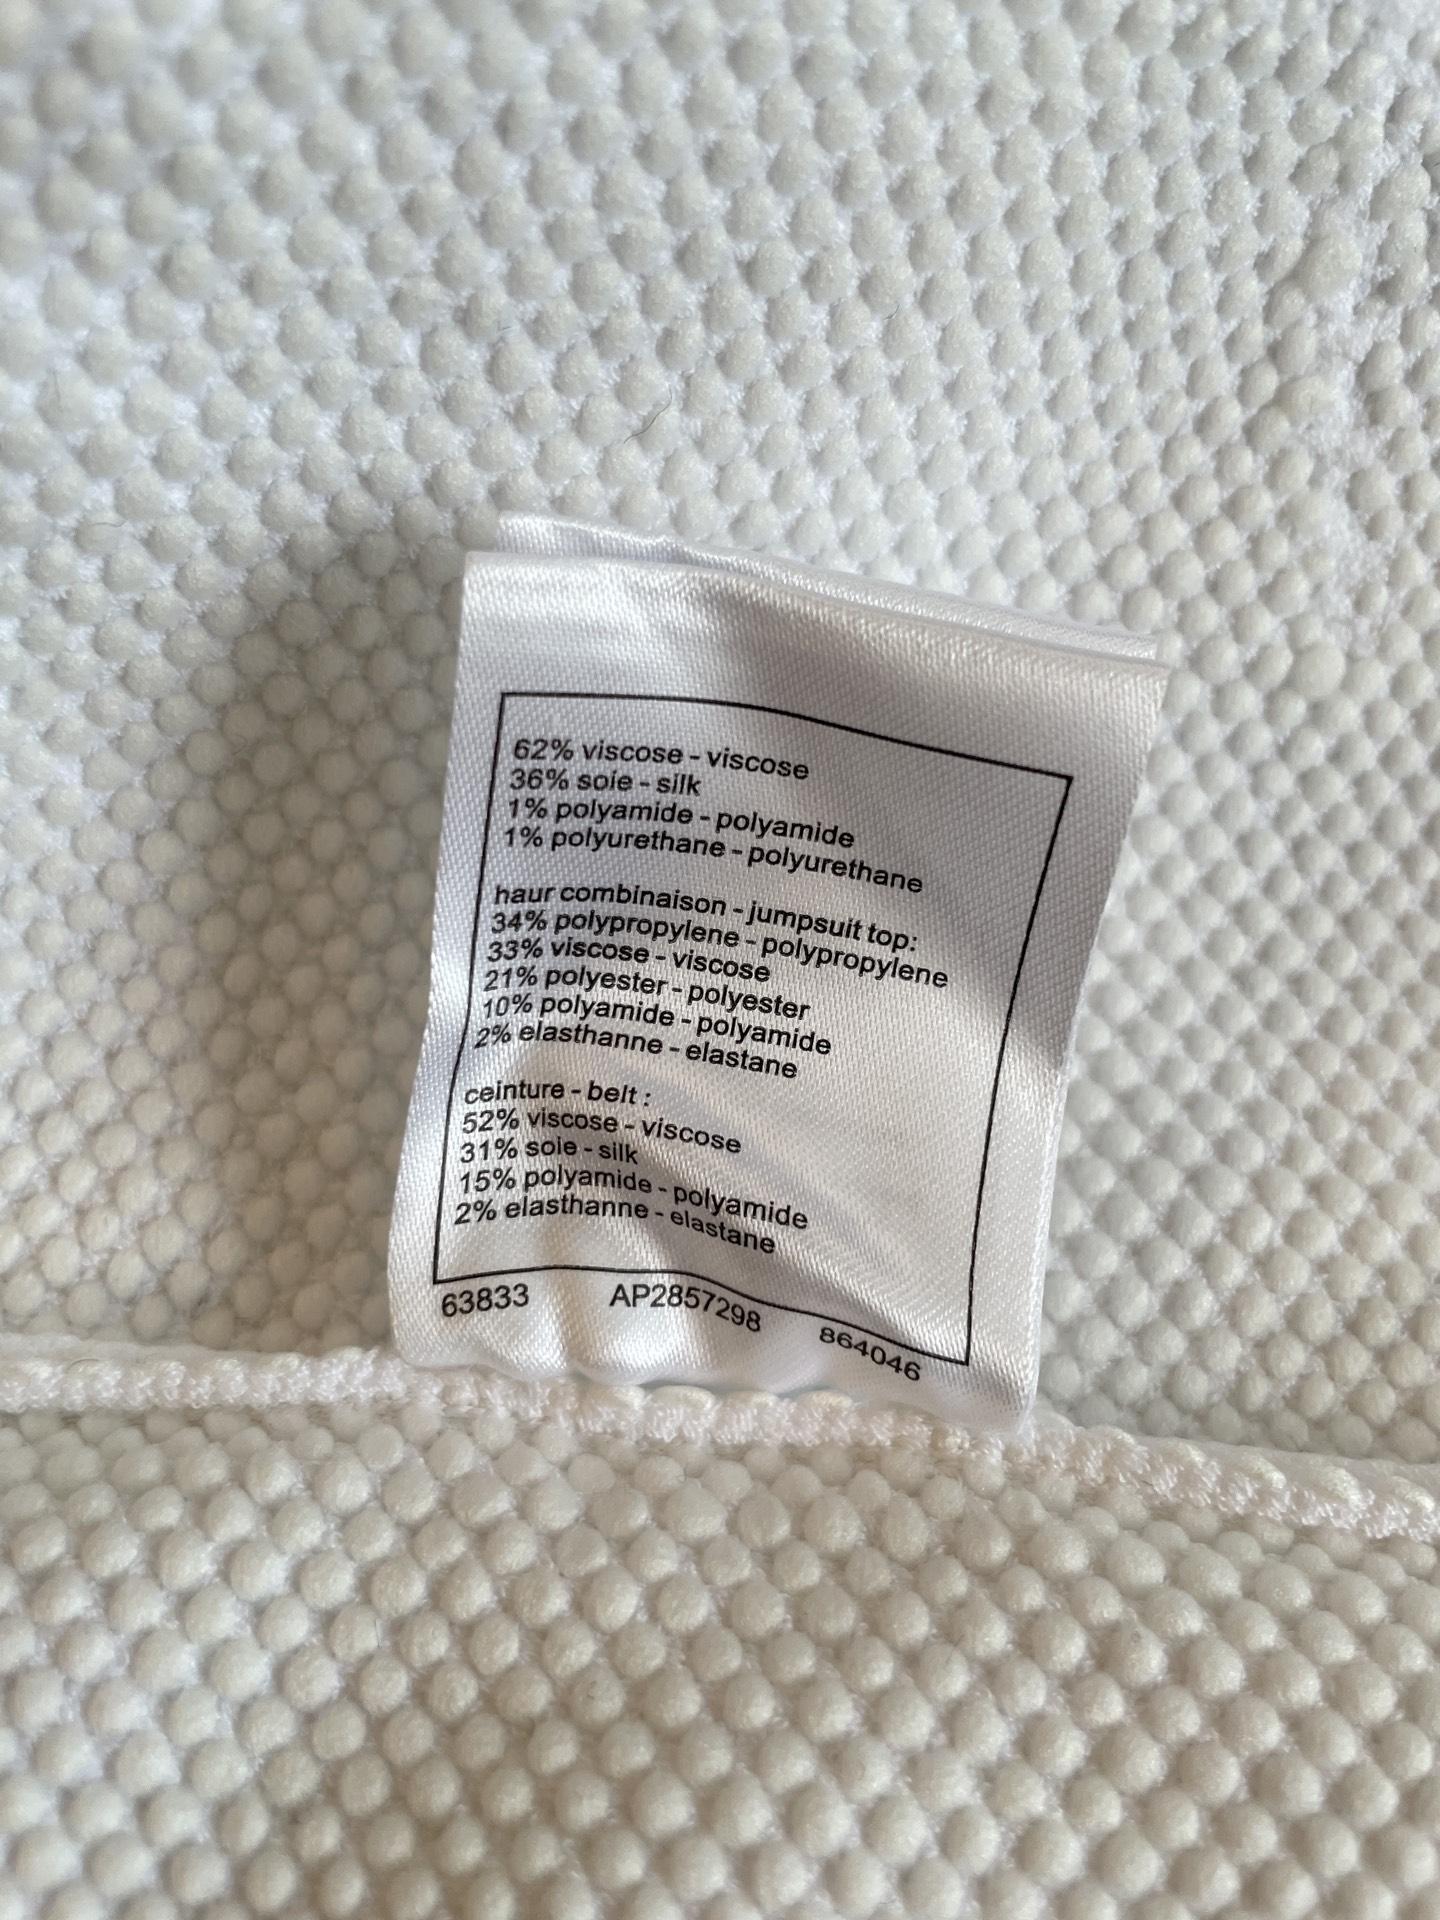 62% viscose - viscose
36% soie - silk
1% polyamide - polyamide
1% polyurethane - polyurethane
haur combinaison - jumpsuit top:
34% polypropylene - polypropylene
33% viscose - viscose
21% polyester - polyester
10% polyamide - polyamide
2% elasthanne - elastane
ceinture - belt :
52% viscose - viscose
31% soie - silk
15% polyamide - polyamide
2% elasthanne - elastane
63833 AP2857298 864046